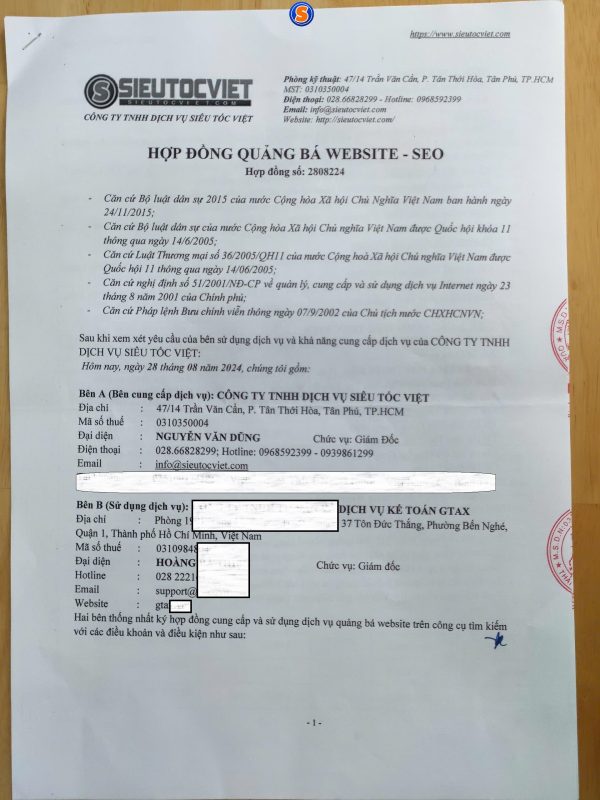 https://www.sieutocviet.com
S
S SIEUTOCVIET
SIEUTOCVIET.COM
CÔNG TY TNHH DỊCH VỤ SIÊU TÓC VIỆT
Phòng kỹ thuật: 47/14 Trần Văn Cẩn, P. Tân Thới Hòa, Tân Phú, TP.HCM
MST: 0310350004
Điện thoại: 028.66828299 - Hotline: 0968592399
Email: info@sieutocviet.com
Website: http://sieutocviet.com/
HỢP ĐỒNG QUẢNG BÁ WEBSITE - SEO
Hợp đồng số: 2808224
- Căn cứ Bộ luật dân sự 2015 của nước Cộng hòa Xã hội Chủ Nghĩa Việt Nam ban hành ngày
24/11/2015;
- Căn cứ Bộ luật dân sự của nước Cộng hòa Xã hội Chủ nghĩa Việt Nam được Quốc hội khóa 11
thông qua ngày 14/6/2005;
- Căn cứ Luật Thương mại số 36/2005/QH11 của nước Cộng hoà Xã hội Chủ nghĩa Việt Nam được
Quốc hội 11 thông qua ngày 14/06/2005;
- Căn cứ nghị định số 51/2001/NĐ-CP về quản lý, cung cấp và sử dụng dịch vụ Internet ngày 23
tháng 8 năm 2001 của Chính phủ;
- Căn cứ Pháp lệnh Bưu chính viễn thông ngày 07/9/2002 của Chủ tịch nước CHXHCNVN;
Sau khi xem xét yêu cầu của bên sử dụng dịch vụ và khả năng cung cấp dịch vụ của CÔNG TY TNHH
DỊCH VỤ SIÊU TÓC VIỆT:
Hôm nay, ngày 28 tháng 08 năm 2024, chúng tôi gồm:
Bên A (Bên cung cấp dịch vụ): CÔNG TY TNHH DỊCH VỤ SIÊU TÓC VIỆT
Địa chỉ : 47/14 Trần Văn Cẩn, P. Tân Thới Hòa, Tân Phú, TP.HCM
Mã số thuế : 0310350004
Đại diện : NGUYỄN VĂN DŨNG Chức vụ: Giám Đốc
Điện thoại : 028.66828299; Hotline: 0968592399 - 0939861299
Email : info@sieutocviet.com
Bên B (Sử dụng dịch vụ): DỊCH VỤ KẾ TOÁN GTAX
Địa chỉ : Phòng 19 37 Tôn Đức Thắng, Phường Bến Nghé,
Quận 1, Thành phố Hồ Chí Minh, Việt Nam
Mã số thuế : 0310984
Đại diện : HOÀNG Chức vụ: Giám đốc
Hotline : 028 2221
Email : support@
Website : gta
Hai bên thống nhất ký hợp đồng cung cấp và sử dụng dịch vụ quảng bá website trên công cụ tìm kiếm
với các điều khoản và điều kiện như sau:
- 1 -